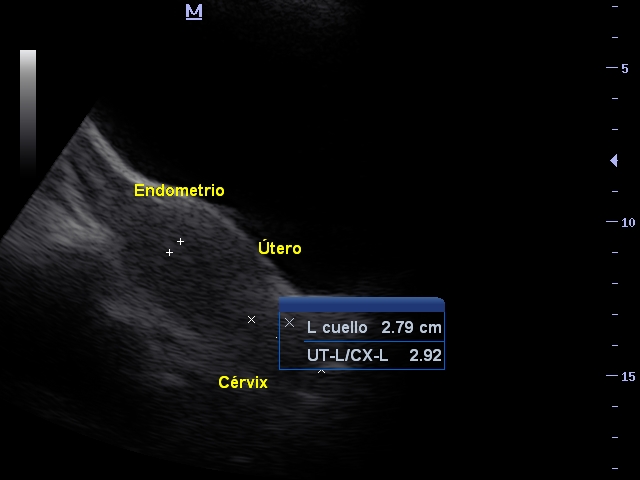 M
5
Endometrio
10
Útero
L cuello 2.79 cm
UT-L/CX-L 2.92
15
Cérvix